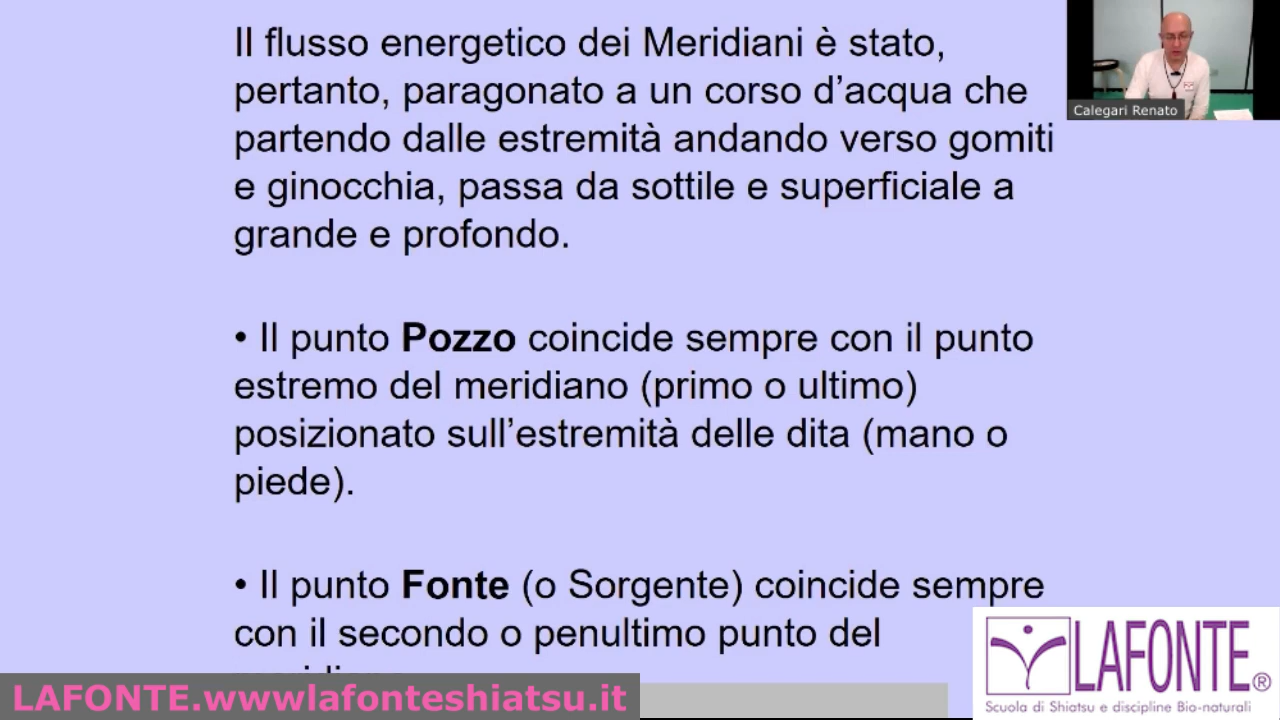 Il flusso energetico dei Meridiani è stato,
pertanto, paragonato a un corso d’acqua che
partendo dalle estremità andando verso gomiti
e ginocchia, passa da sottile e superficiale a
grande e profondo.
• Il punto Pozzo coincide sempre con il punto
estremo del meridiano (primo o ultimo)
posizionato sull’estremità delle dita (mano o
piede).
• Il punto Fonte (o Sorgente) coincide sempre
con il secondo o penultimo punto del
Calegari Renato
LAFONTE.wwwlafonteshiatsu.it
LAFONTE®
Scuola di Shiatsu e discipline Bio-naturali